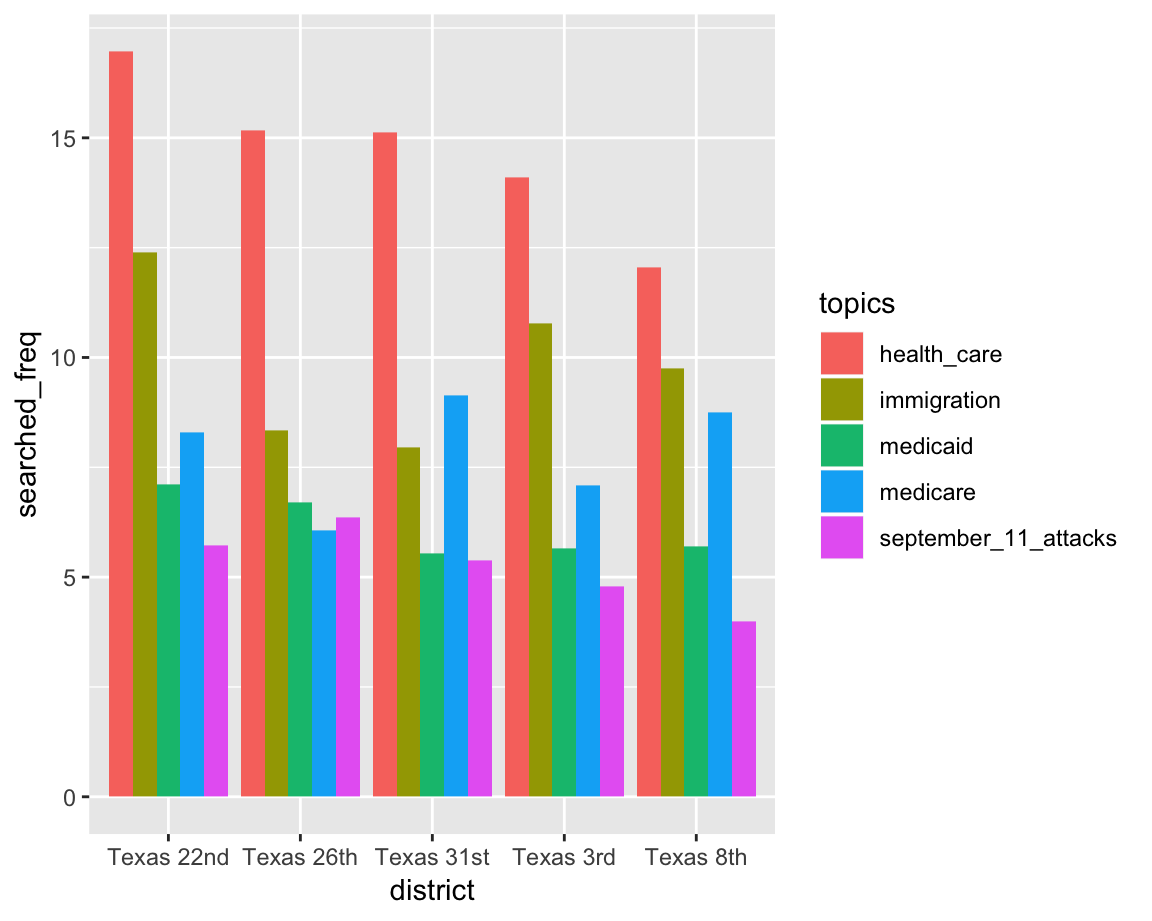 searched_freq
15
10
5
0
Texas 22nd Texas 26th Texas 31st Texas 3rd Texas 8th
district
topics
health_care
immigration
medicaid
medicare
september_11_attacks